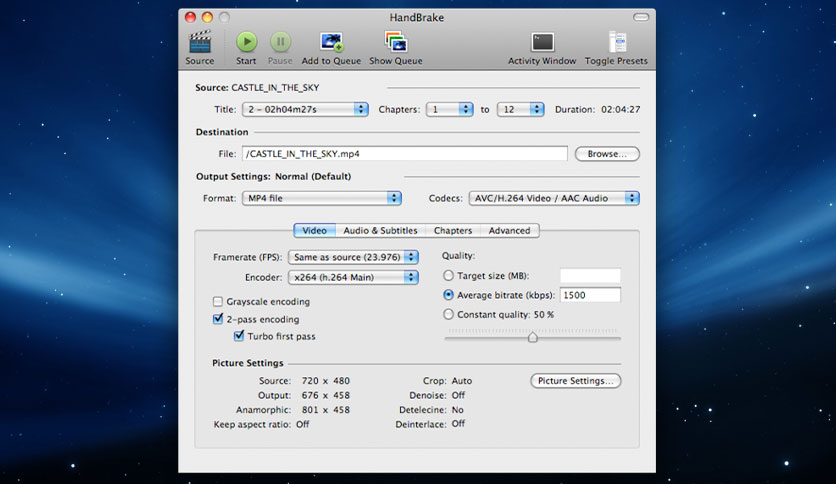 HandBrake
Source Start Pause Add to Queue Show Queue Activity Window Toggle Presets
Source: CASTLE_IN_THE_SKY
Title: 2 - 02h04m27s Chapters: 1 to 12 Duration: 02:04:27
Destination
File: /CASTLE_IN_THE_SKY.mp4 Browse...
Output Settings: Normal (Default)
Format: MP4 file Codecs: AVC/H.264 Video / AAC Audio
Video Audio & Subtitles Chapters Advanced
Framerate (FPS): Same as source (23.976) Quality:
Encoder: x264 (h.264 Main) Target size (MB):
Grayscale encoding Average bitrate (kbps): 1500
2-pass encoding Constant quality: 50 %
Turbo first pass
Picture Settings
Source: 720 x 480 Crop: Auto Picture Settings...
Output: 676 x 458 Denoise: Off
Anamorphic: 801 x 458 Detelecine: No
Keep aspect ratio: Off Deinterlace: Off